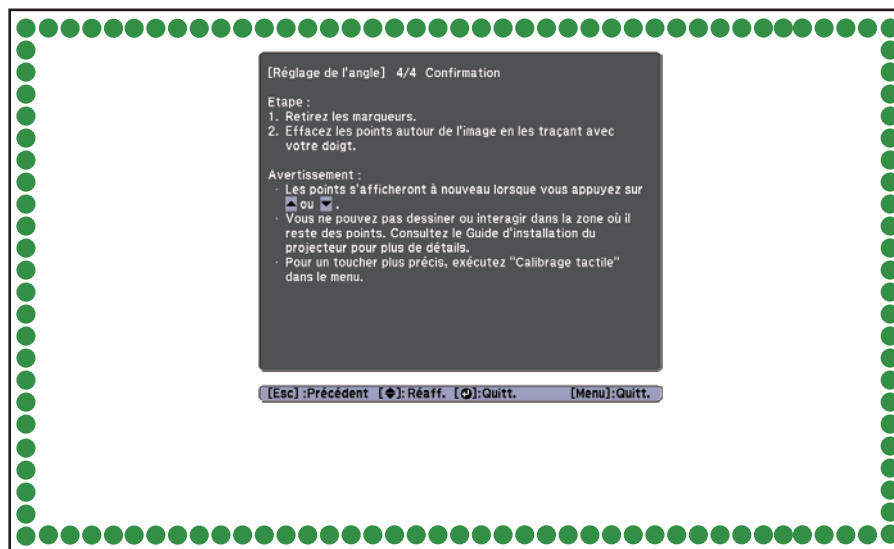 [Réglage de l'angle] 4/4 Confirmation
Etape :
1. Retirez les marqueurs.
2. Effacez les points autour de l'image en les traçant avec
votre doigt.
Avertissement :
· Les points s'afficheront à nouveau lorsque vous appuyez sur
▲ ou ▼ .
· Vous ne pouvez pas dessiner ou interagir dans la zone où il
reste des points. Consultez le Guide d'installation du
projecteur pour plus de détails.
· Pour un toucher plus précis, exécutez "Calibrage tactile"
dans le menu.
[Esc] :Précédent [◆]: Réaff. [⏎]:Quitt. [Menu]:Quitt.